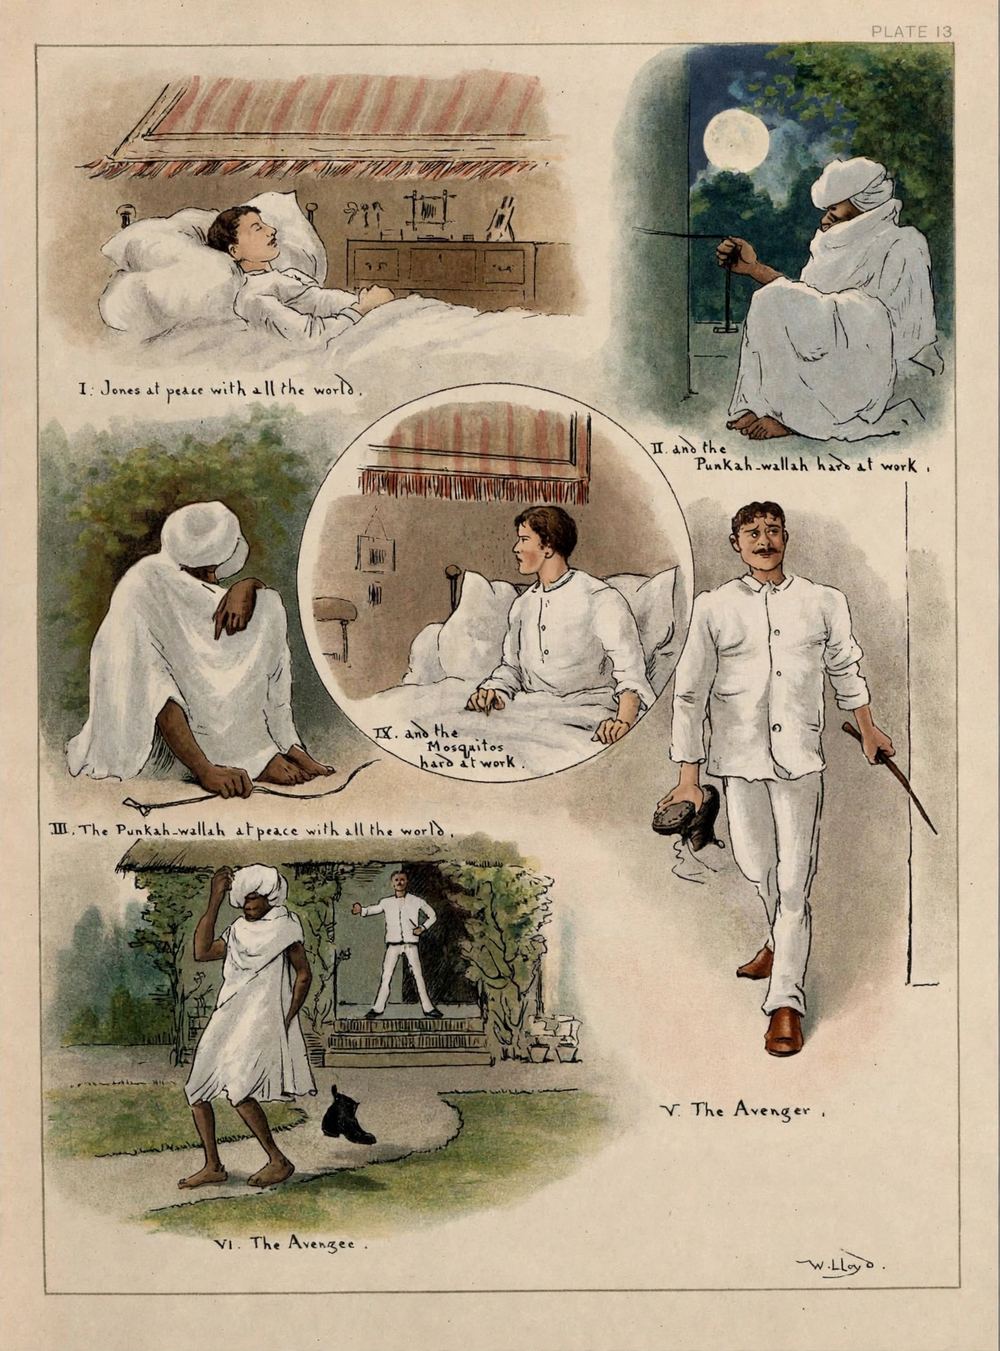 PLATE 13
I: Jones at peace with all the world.
II. and the
Punkah-wallah hard at work.
III. The Punkah-wallah at peace with all the world.
IV. and the
Mosquitos
hard at work.
V. The Avenger.
VI. The Avengee.
W. LLoyd.